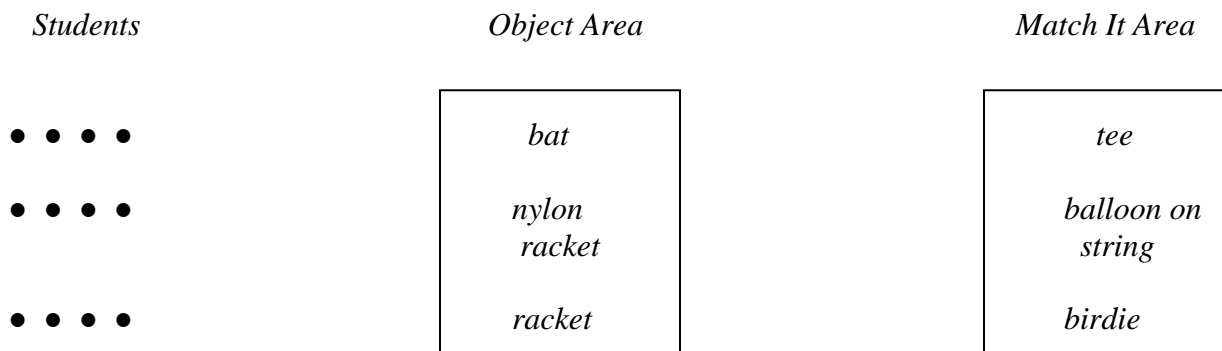 Students Object Area Match It Area
• • • • bat tee
• • • • nylon balloon on
racket string
• • • • racket birdie